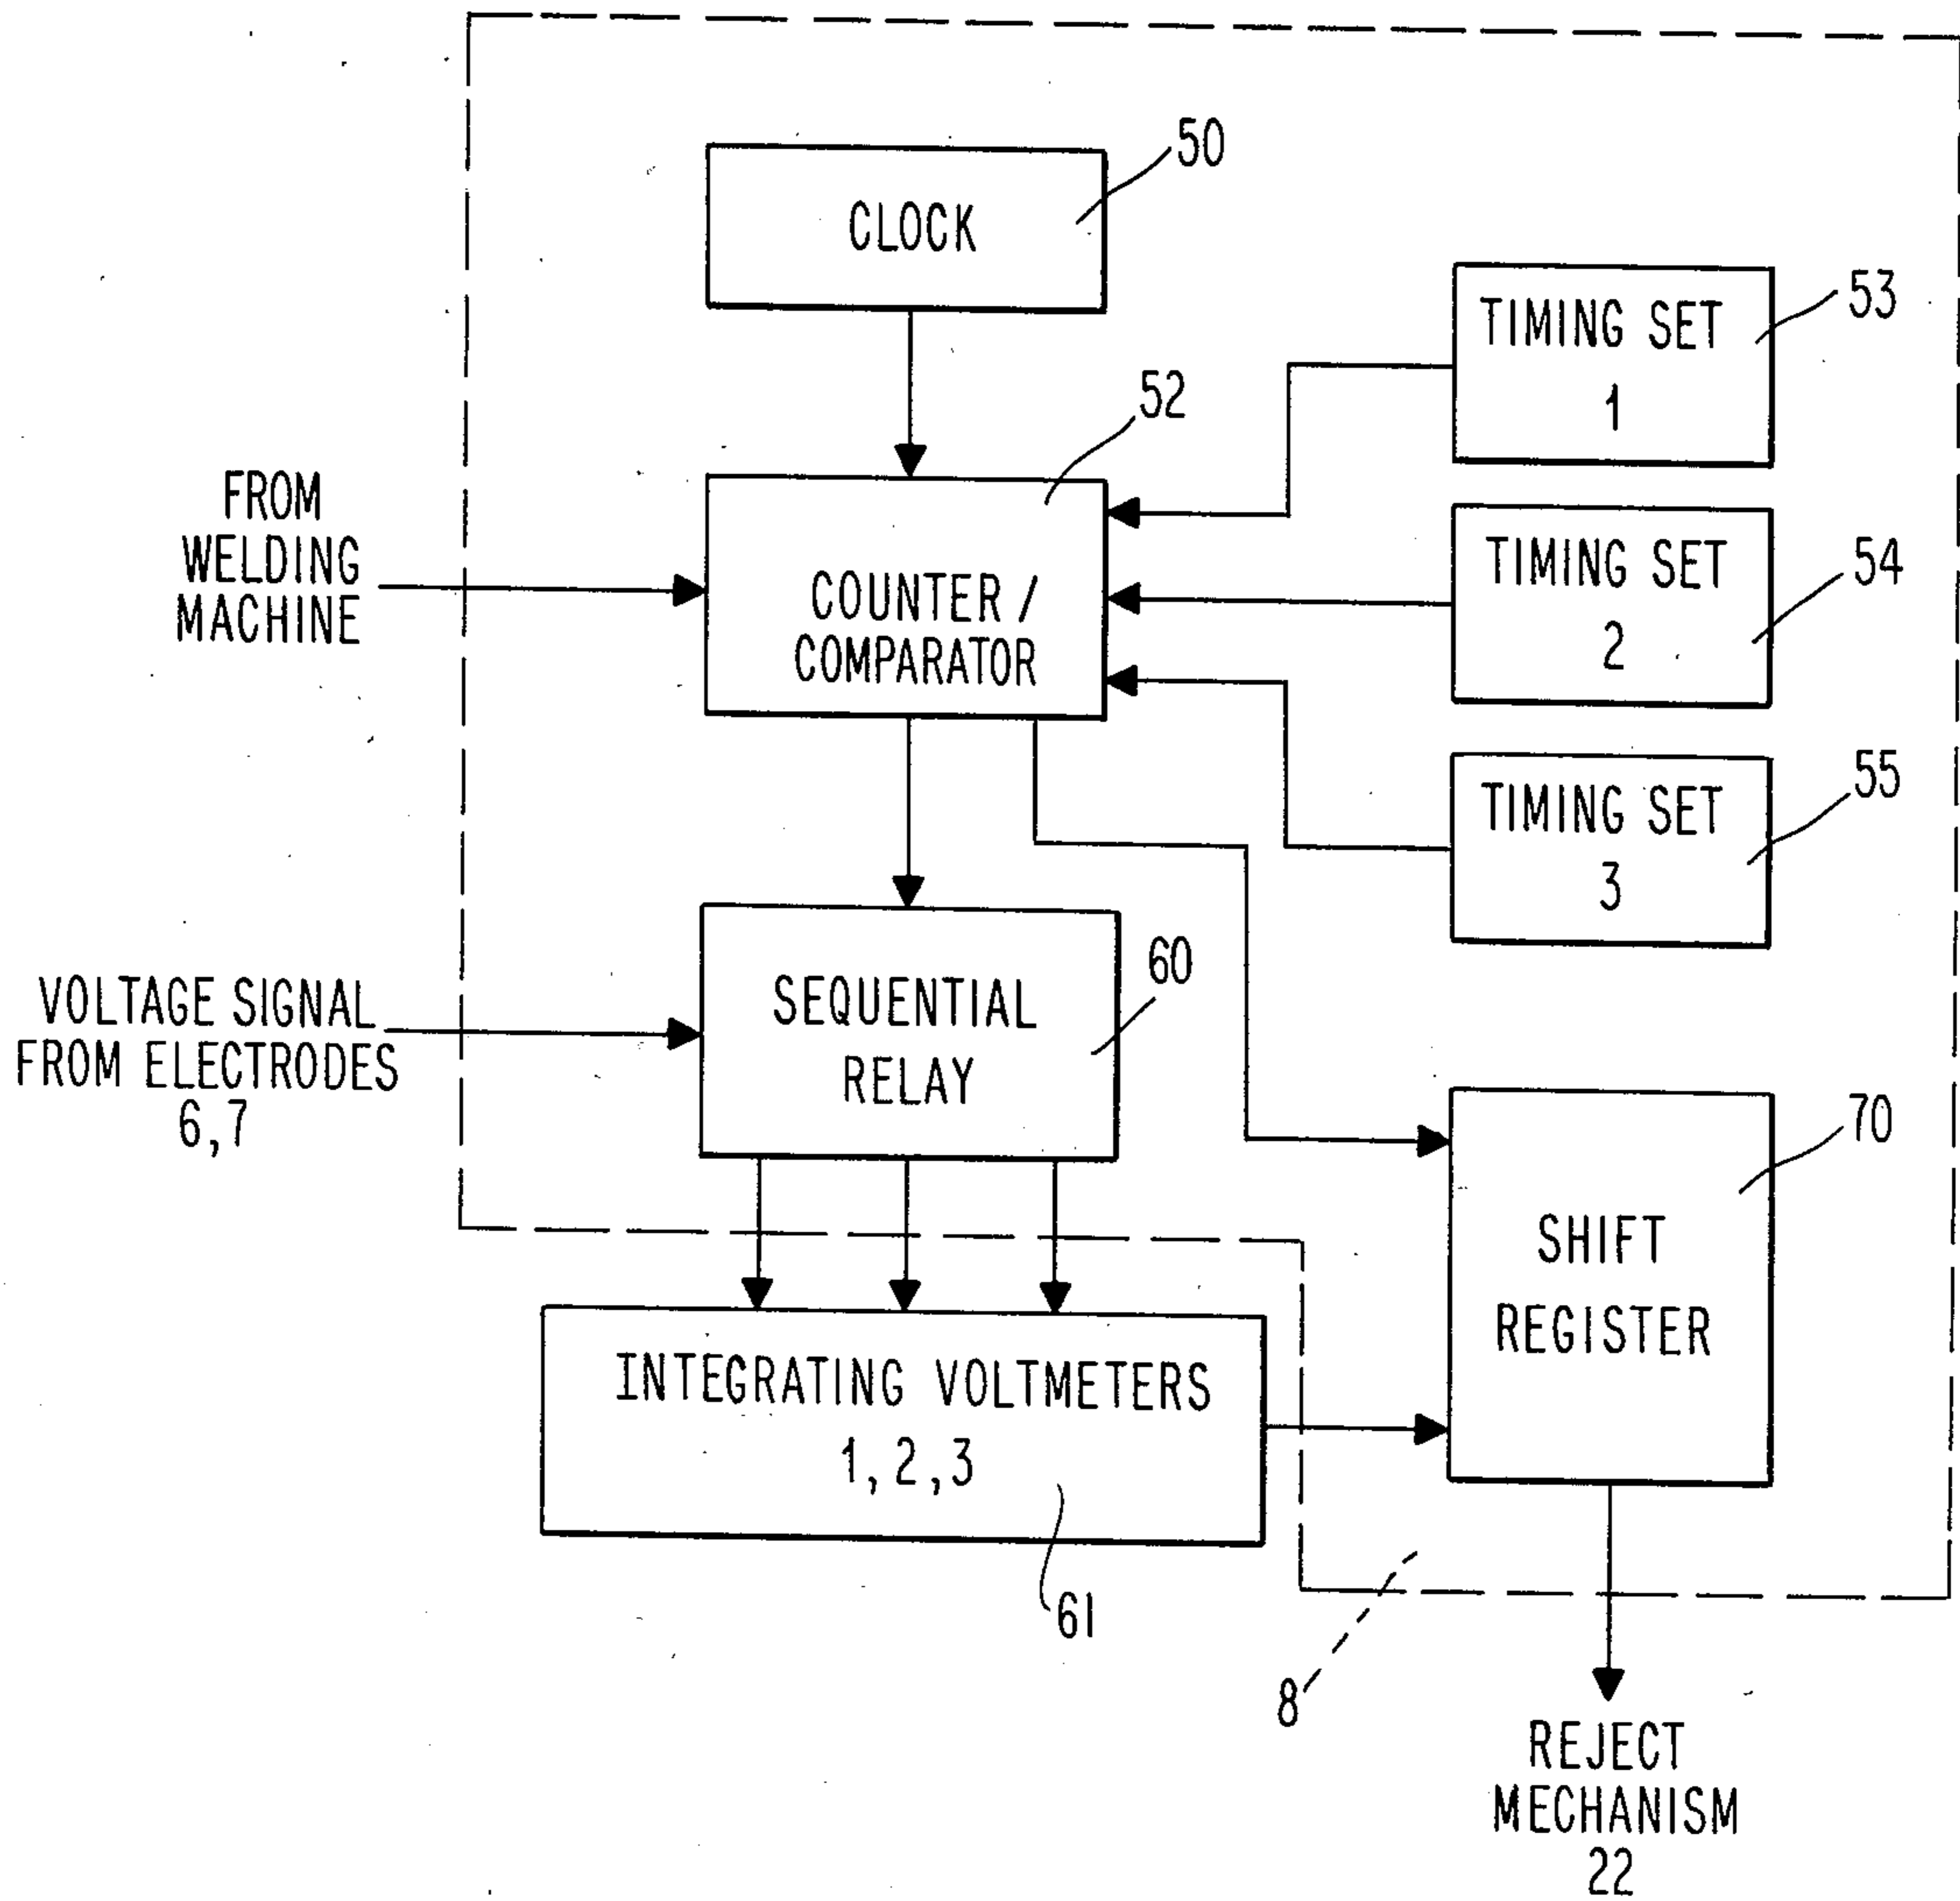 50
CLOCK
53
TIMING SET
1
52
FROM
WELDING
MACHINE
COUNTER /
COMPARATOR
54
TIMING SET
2
55
TIMING SET
3
60
SEQUENTIAL
RELAY
VOLTAGE SIGNAL
FROM ELECTRODES
6,7
70
SHIFT
REGISTER
INTEGRATING VOLTMETERS
1, 2, 3
61
8
REJECT
MECHANISM
22